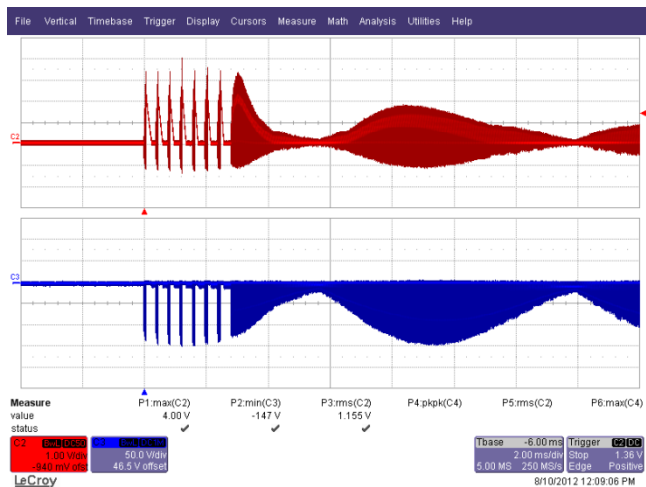 File Vertical Timebase Trigger Display Cursors Measure Math Analysis Utilities Help
C2
C3
Measure P1:max(C2) P2:min(C3) P3:rms(C2) P4:pkpk(C2) P5:rms(C2) P6:max(C4)
value 4.00 V -147 V 1.155 V
status
C2 BwL DC50
1.00 V/div
-940 mV ofst
50.0 V/div
46.5 V offset
Tbase -6.00 ms
2.00 ms/div
5.00 MS 250 MS/s
Trigger C2 DC
Stop 1.36 V
Edge Positive
LeCroy
8/10/2012 12:09:06 PM